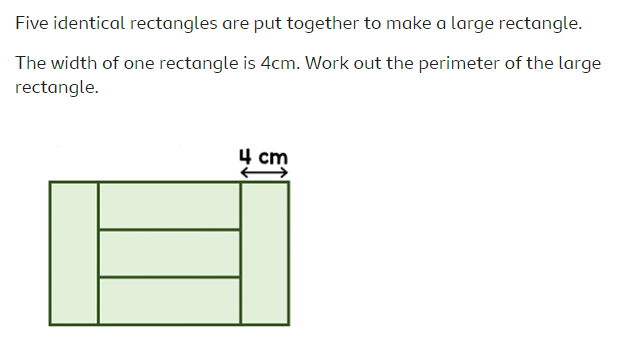 Five identical rectangles are put together to make a large rectangle.
The width of one rectangle is 4cm. Work out the perimeter of the large
rectangle.
4 cm